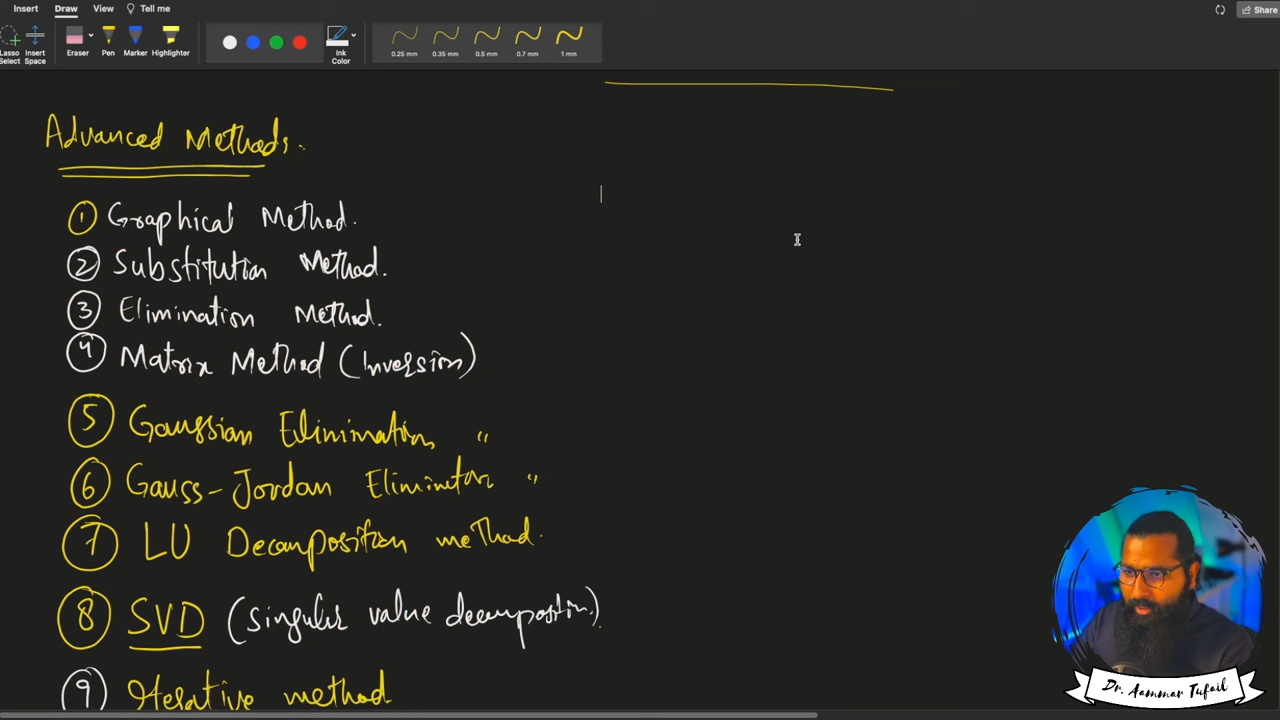 Insert Draw View Tell me
Share
Lasso Select
Insert Space
Eraser
Pen
Marker
Highlighter
Ink Color
0.25 mm
0.35 mm
0.5 mm
0.7 mm
1 mm
Advanced Methods.
① Graphical Method.
② Substitution Method.
③ Elimination Method.
④ Matrix Method (Inversion)
⑤ Gaussian Elimination "
⑥ Gauss-Jordan Elimination "
⑦ LU Decomposition method.
⑧ SVD (singular value decomposition).
⑨ Iterative method
Dr. Aammar Tufail